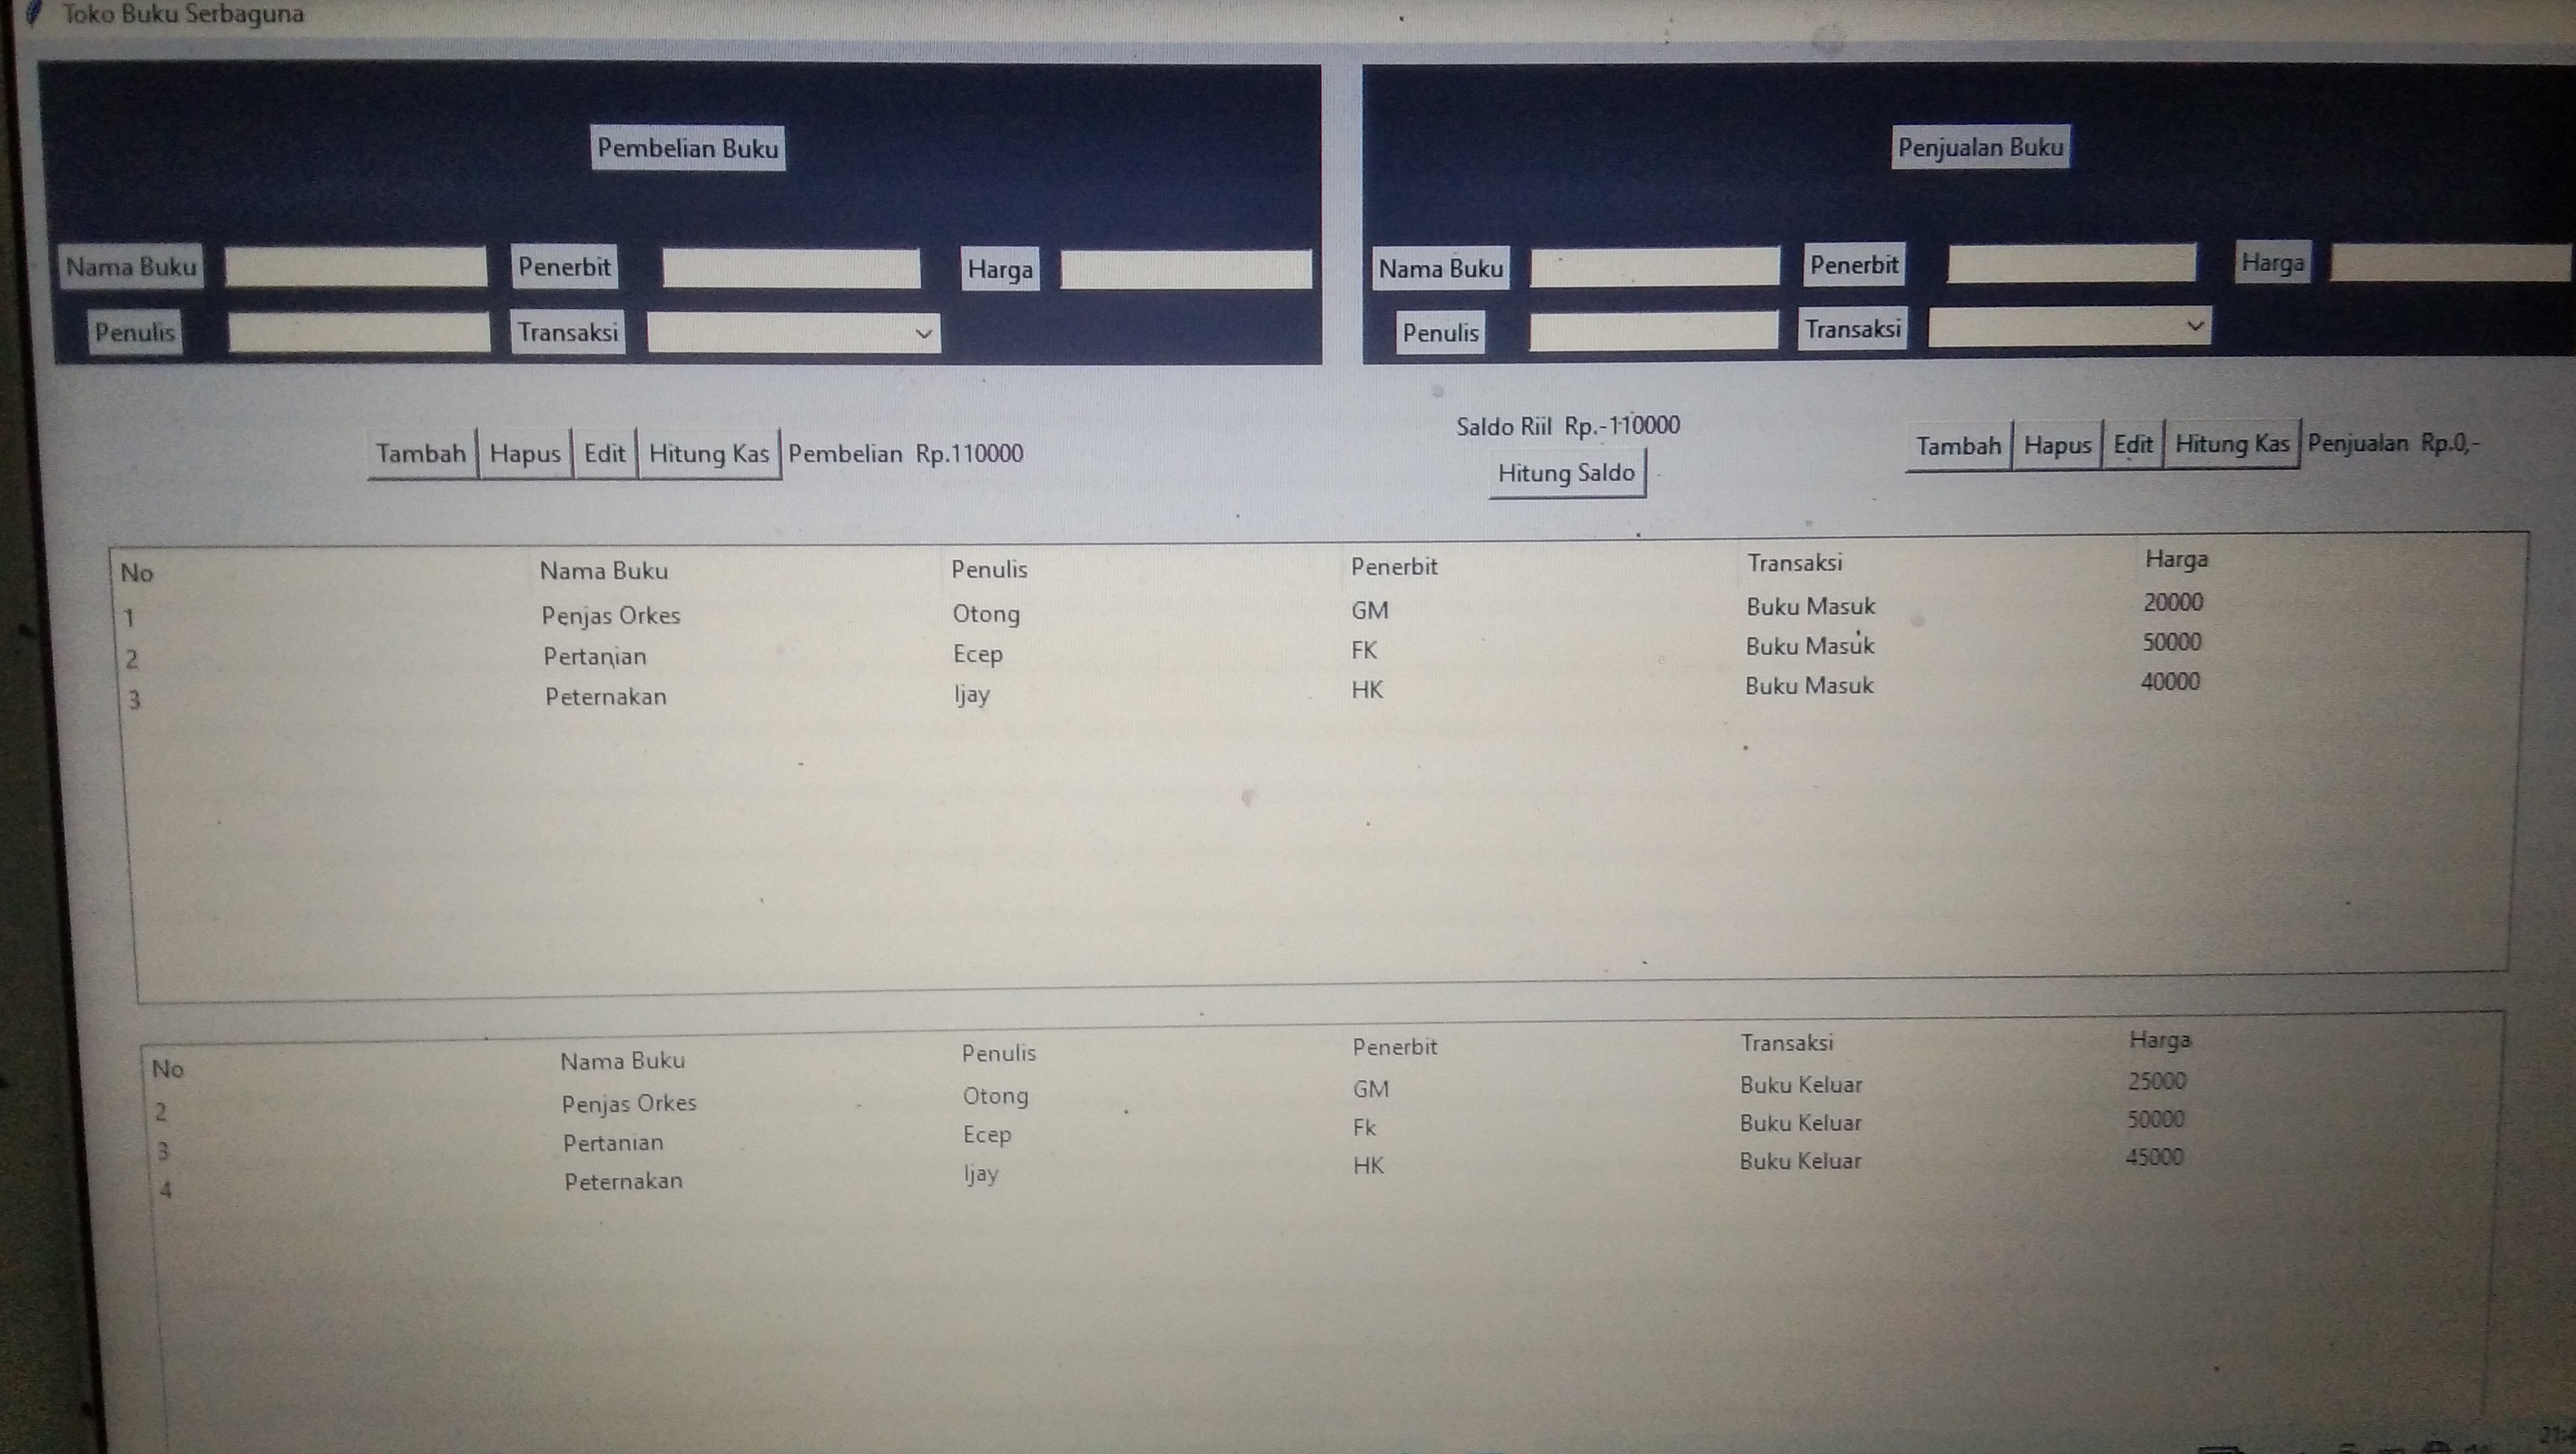 Toko Buku Serbaguna
Pembelian Buku
Nama Buku Penerbit Harga
Penulis Transaksi
Penjualan Buku
Nama Buku Penerbit Harga
Penulis Transaksi
Tambah Hapus Edit Hitung Kas Pembelian Rp.110000
Saldo Riil Rp.-110000
Hitung Saldo
Tambah Hapus Edit Hitung Kas Penjualan Rp.0,-
No Nama Buku Penulis Penerbit Transaksi Harga
1 Penjas Orkes Otong GM Buku Masuk 20000
2 Pertanian Ecep FK Buku Masuk 50000
3 Peternakan Ijay HK Buku Masuk 40000
No Nama Buku Penulis Penerbit Transaksi Harga
2 Penjas Orkes Otong GM Buku Keluar 25000
3 Pertanian Ecep Fk Buku Keluar 50000
4 Peternakan Ijay HK Buku Keluar 45000